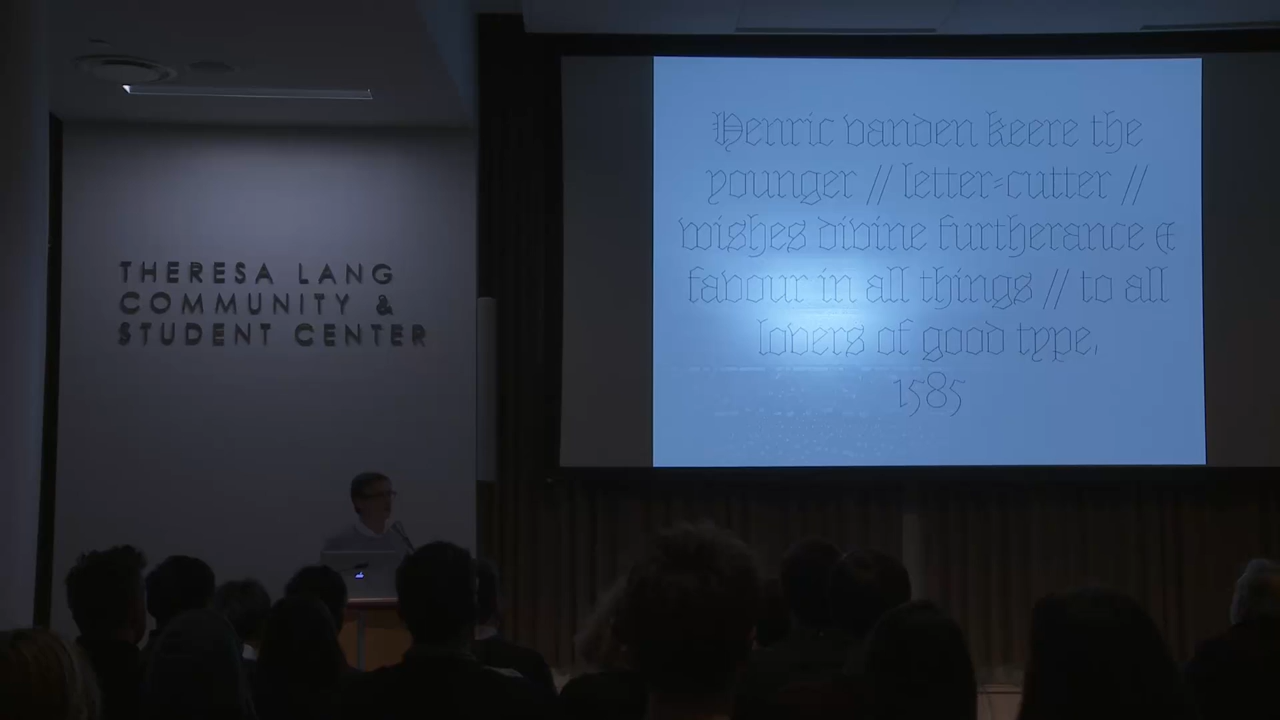 THERESA LANG
COMMUNITY &
STUDENT CENTER
Henric vanden keere the
younger // letter-cutter //
wishes divine furtherance &
favour in all things // to all
lovers of good type,
1585